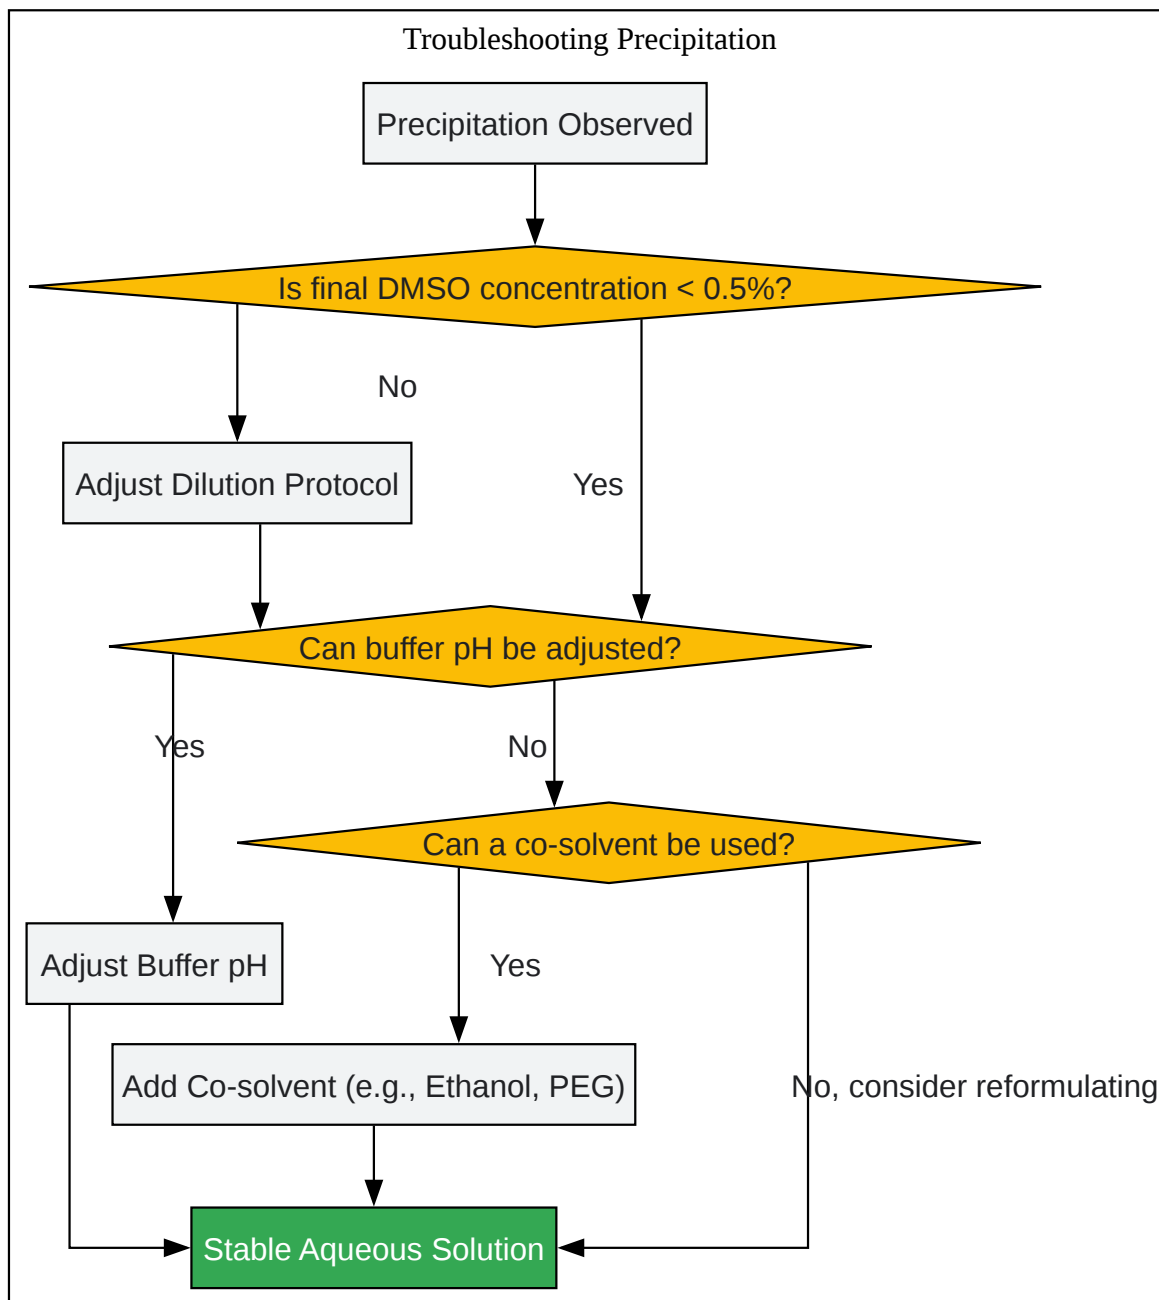 Troubleshooting Precipitation
Precipitation Observed
Is final DMSO concentration < 0.5%?
No
Adjust Dilution Protocol
Yes
Can buffer pH be adjusted?
Yes
No
Can a co-solvent be used?
Adjust Buffer pH
Yes
Add Co-solvent (e.g., Ethanol, PEG)
No, consider reformulating
Stable Aqueous Solution